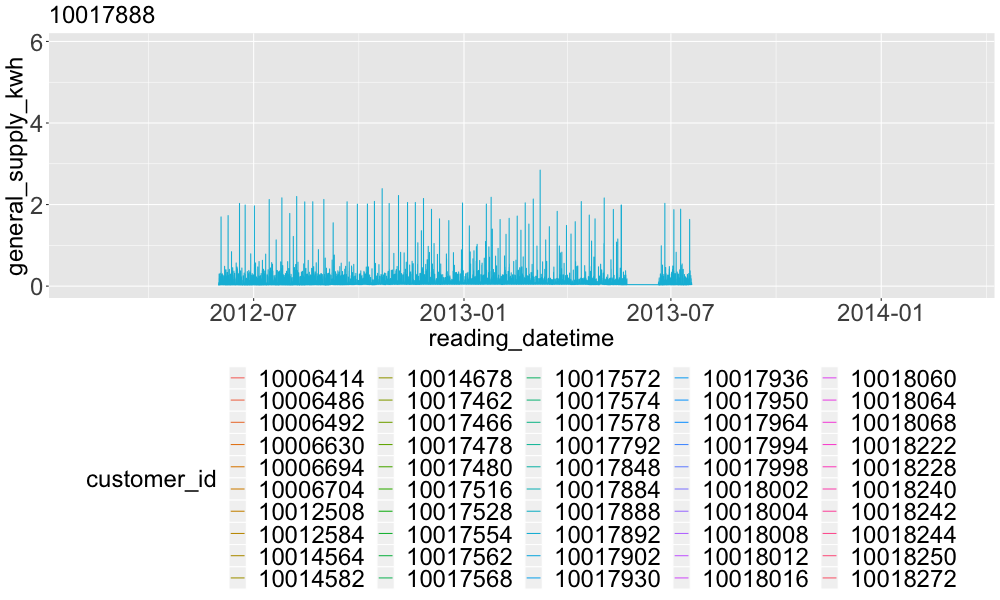 10017888
general_supply_kwh
6
4
2
0
2012-07 2013-01 2013-07 2014-01
reading_datetime
customer_id
10006414 10014678 10017572 10017936 10018060
10006486 10017462 10017574 10017950 10018064
10006492 10017466 10017578 10017964 10018068
10006630 10017478 10017792 10017994 10018222
10006694 10017480 10017848 10017998 10018228
10006704 10017516 10017884 10018002 10018240
10012508 10017528 10017888 10018004 10018242
10012584 10017554 10017892 10018008 10018244
10014564 10017562 10017902 10018012 10018250
10014582 10017568 10017930 10018016 10018272